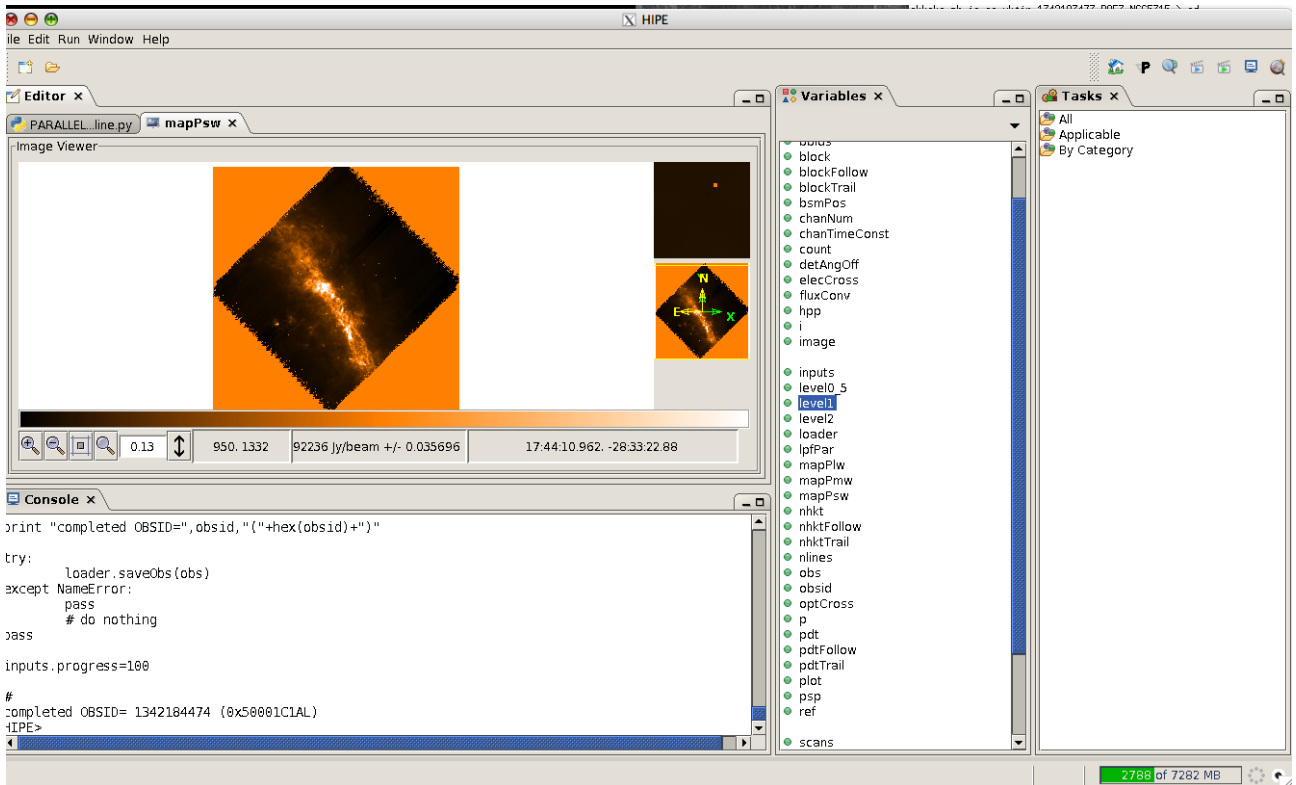 HIPE
ile Edit Run Window Help
Editor
PARALLEL...line.py mapPsw
Image Viewer
N
E X
0.13 950. 1332 92236 Jy/beam +/- 0.035696 17:44:10.962. -28:33:22.88
Console
print "completed OBSID=",obsid,"("+hex(obsid)+")"
try:
loader.saveObs(obs)
except NameError:
pass
# do nothing
pass
inputs.progress=100
#
completed OBSID= 1342184474 (0x50001C1AL)
HIPE>
Variables
block
blockFollow
blockTrail
bsmPos
chanNum
chanTimeConst
count
detAngOff
elecCross
fluxConv
hpp
i
image
inputs
level0_5
level1
level2
loader
lpfPar
mapPlw
mapPmw
mapPsw
nhkt
nhktFollow
nhktTrail
nlines
obs
obsid
optCross
p
pdt
pdtFollow
pdtTrail
plot
psp
ref
scans
Tasks
All
Applicable
By Category
2788 of 7282 MB